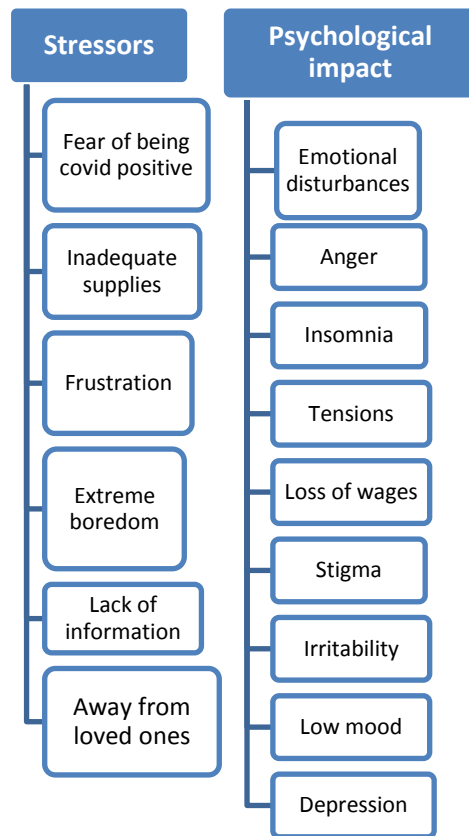 Stressors
Fear of being
covid positive
Inadequate
supplies
Frustration
Extreme
boredom
Lack of
information
Away from
loved ones
Psychological
impact
Emotional
disturbances
Anger
Insomnia
Tensions
Loss of wages
Stigma
Irritability
Low mood
Depression